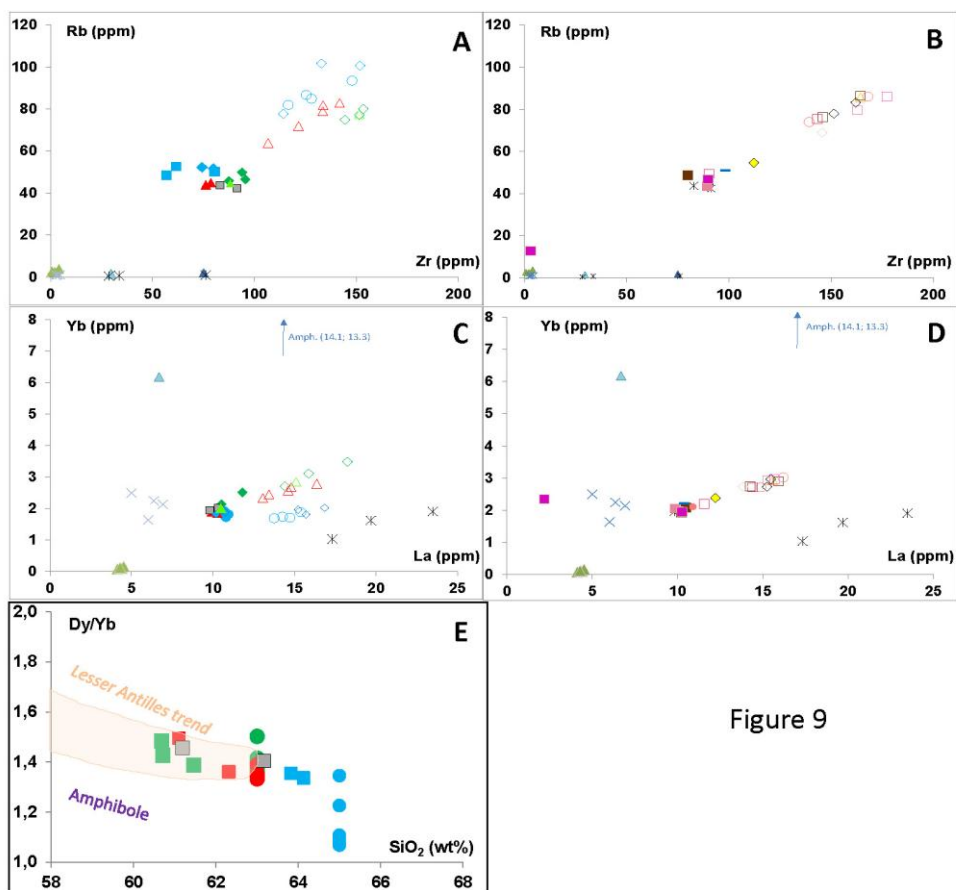 Rb (ppm)
A
120
100
80
60
40
20
0
Zr (ppm)
0 50 100 150 200
Rb (ppm)
B
120
100
80
60
40
20
0
Zr (ppm)
0 50 100 150 200
Yb (ppm)
C
Amph. (14.1; 13.3)
8
7
6
5
4
3
2
1
0
La (ppm)
0 5 10 15 20 25
Yb (ppm)
D
Amph. (14.1; 13.3)
8
7
6
5
4
3
2
1
0
La (ppm)
0 5 10 15 20 25
Dy/Yb
E
2,0
1,8
1,6
1,4
1,2
1,0
Lesser Antilles trend
Amphibole
SiO2 (wt%)
58 60 62 64 66 68
Figure 9